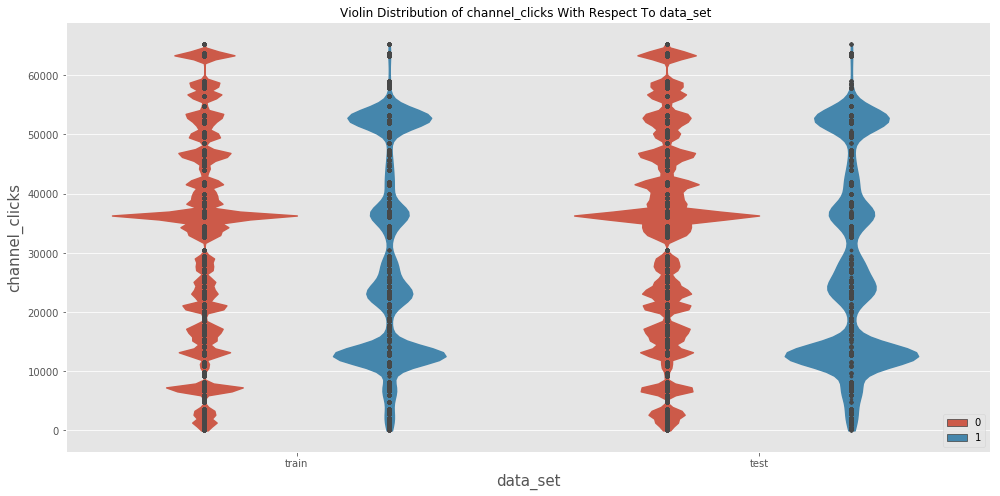 Violin Distribution of channel_clicks With Respect To data_set
channel_clicks
60000
50000
40000
30000
20000
10000
0
train
test
data_set
0
1